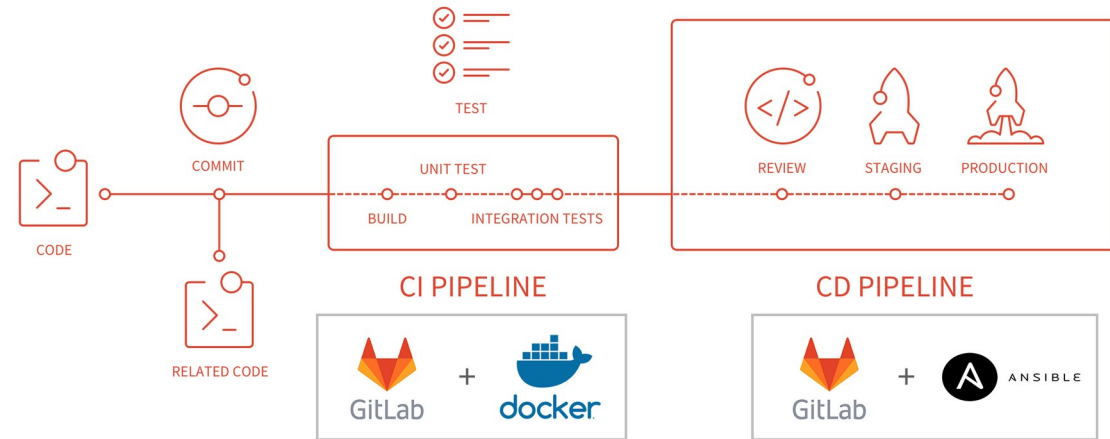 TEST
COMMIT
UNIT TEST
REVIEW
STAGING
PRODUCTION
BUILD
INTEGRATION TESTS
CODE
RELATED CODE
CI PIPELINE
CD PIPELINE
GitLab
+
docker
GitLab
+
A
ANSIBLE